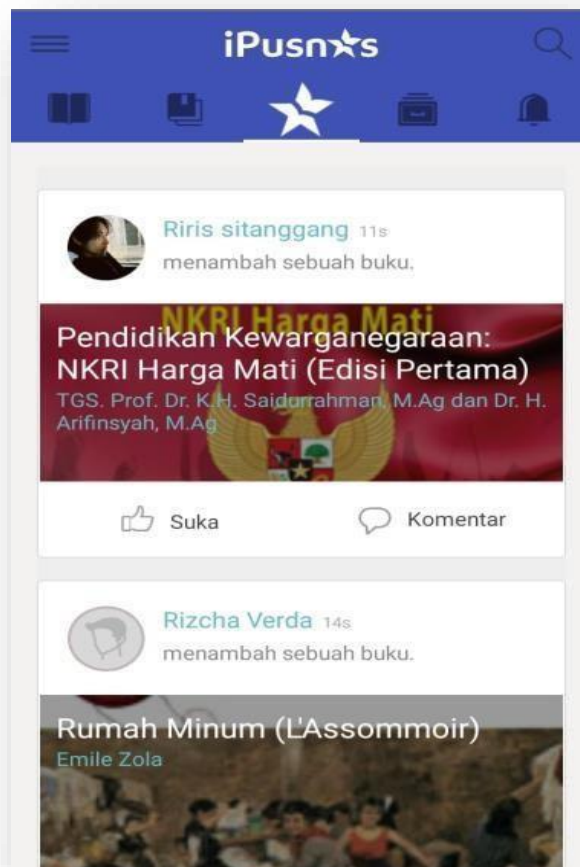 iPusnas
Riris sitanggang 11s
menambah sebuah buku.
NKRI Harga Mati
Pendidikan Kewarganegaraan:
NKRI Harga Mati (Edisi Pertama)
TGS. Prof. Dr. K.H. Saidurrahman, M.Ag dan Dr. H.
Arifinsyah, M.Ag
Suka
Komentar
Rizcha Verda 14s
menambah sebuah buku.
Rumah Minum (L'Assommoir)
Emile Zola